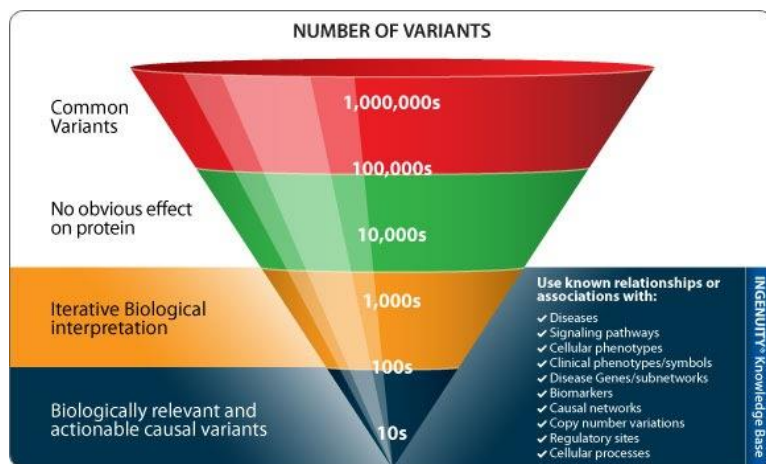 NUMBER OF VARIANTS
Common
Variants
1,000,000s
100,000s
No obvious effect
on protein
10,000s
Iterative Biological
interpretation
1,000s
100s
Biologically relevant and
actionable causal variants
10s
Use known relationships or
associations with:
✓ Diseases
✓ Signaling pathways
✓ Cellular phenotypes
✓ Clinical phenotypes/symbols
✓ Disease Genes/subnetworks
✓ Biomarkers
✓ Causal networks
✓ Copy number variations
✓ Regulatory sites
✓ Cellular processes
INGENUITY® Knowledge Base